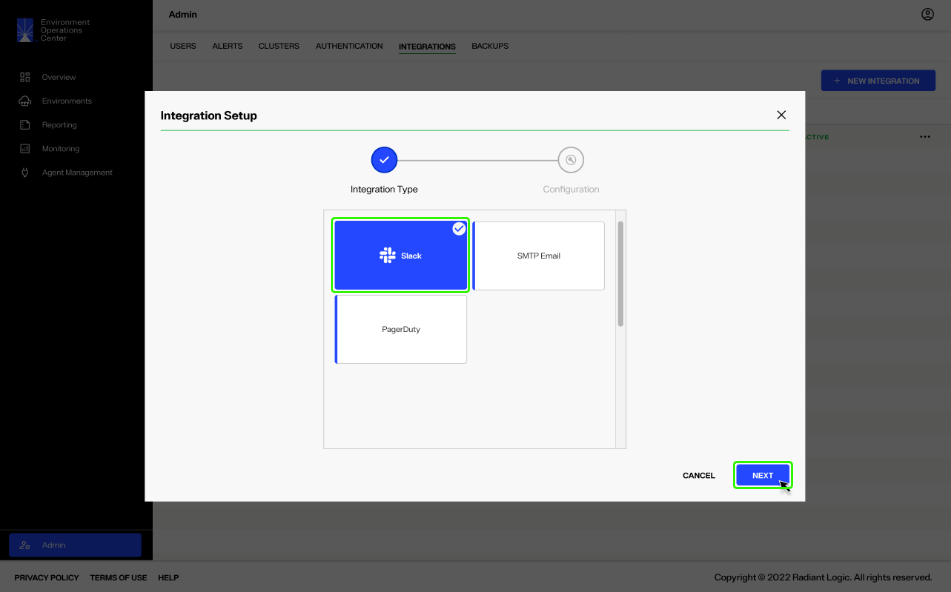 Environment
Operations
Center
Admin
USERS ALERTS CLUSTERS AUTHENTICATION INTEGRATIONS BACKUPS
Overview
Environments
Reporting
Monitoring
Agent Management
+ NEW INTEGRATION
Integration Setup
Integration Type
Configuration
Slack
SMTP Email
PagerDuty
CANCEL
NEXT
Admin
PRIVACY POLICY TERMS OF USE HELP
Copyright © 2022 Radiant Logic. All rights reserved.